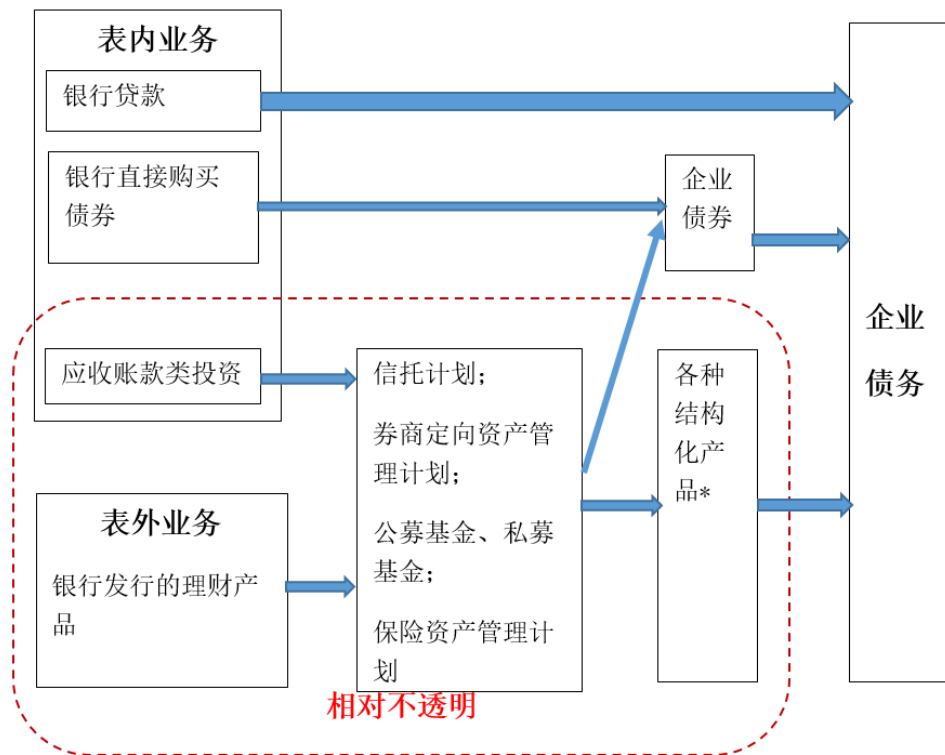 表内业务
银行贷款
银行直接购买
债券
企业
债券
应收账款类投资
信托计划；
券商定向资产管
理计划；
公募基金、私募
基金；
保险资产管理计
划
各种
结构
化产
品*
企业
债务
表外业务
银行发行的理财产
品
相对不透明